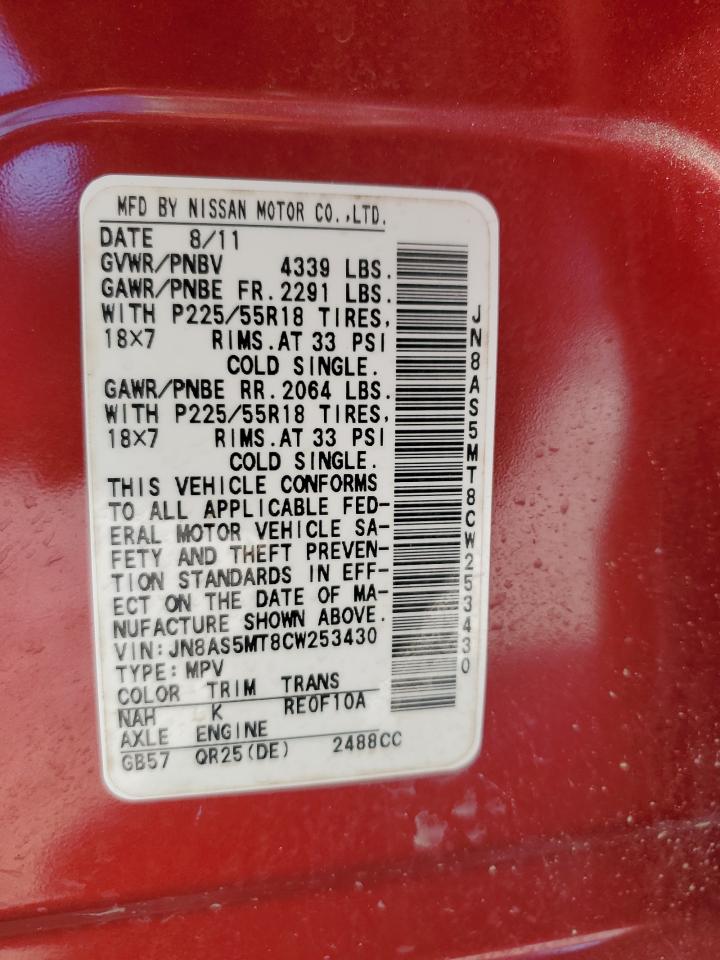 MFD BY NISSAN MOTOR CO.,LTD.
DATE 8/11
GVWR/PNBV 4339 LBS.
GAWR/PNBE FR. 2291 LBS.
WITH P225/55R18 TIRES,
18×7 RIMS.AT 33 PSI
COLD SINGLE.
GAWR/PNBE RR. 2064 LBS.
WITH P225/55R18 TIRES,
18×7 RIMS.AT 33 PSI
COLD SINGLE.
THIS VEHICLE CONFORMS
TO ALL APPLICABLE FED-
ERAL MOTOR VEHICLE SA-
FETY AND THEFT PREVEN-
TION STANDARDS IN EFF-
ECT ON THE DATE OF MA-
NUFACTURE SHOWN ABOVE.
VIN:JN8AS5MT8CW253430
TYPE:MPV
COLOR TRIM TRANS
NAH K RE0F10A
AXLE ENGINE
GB57 QR25(DE) 2488CC
JN8AS5MT8CW253430